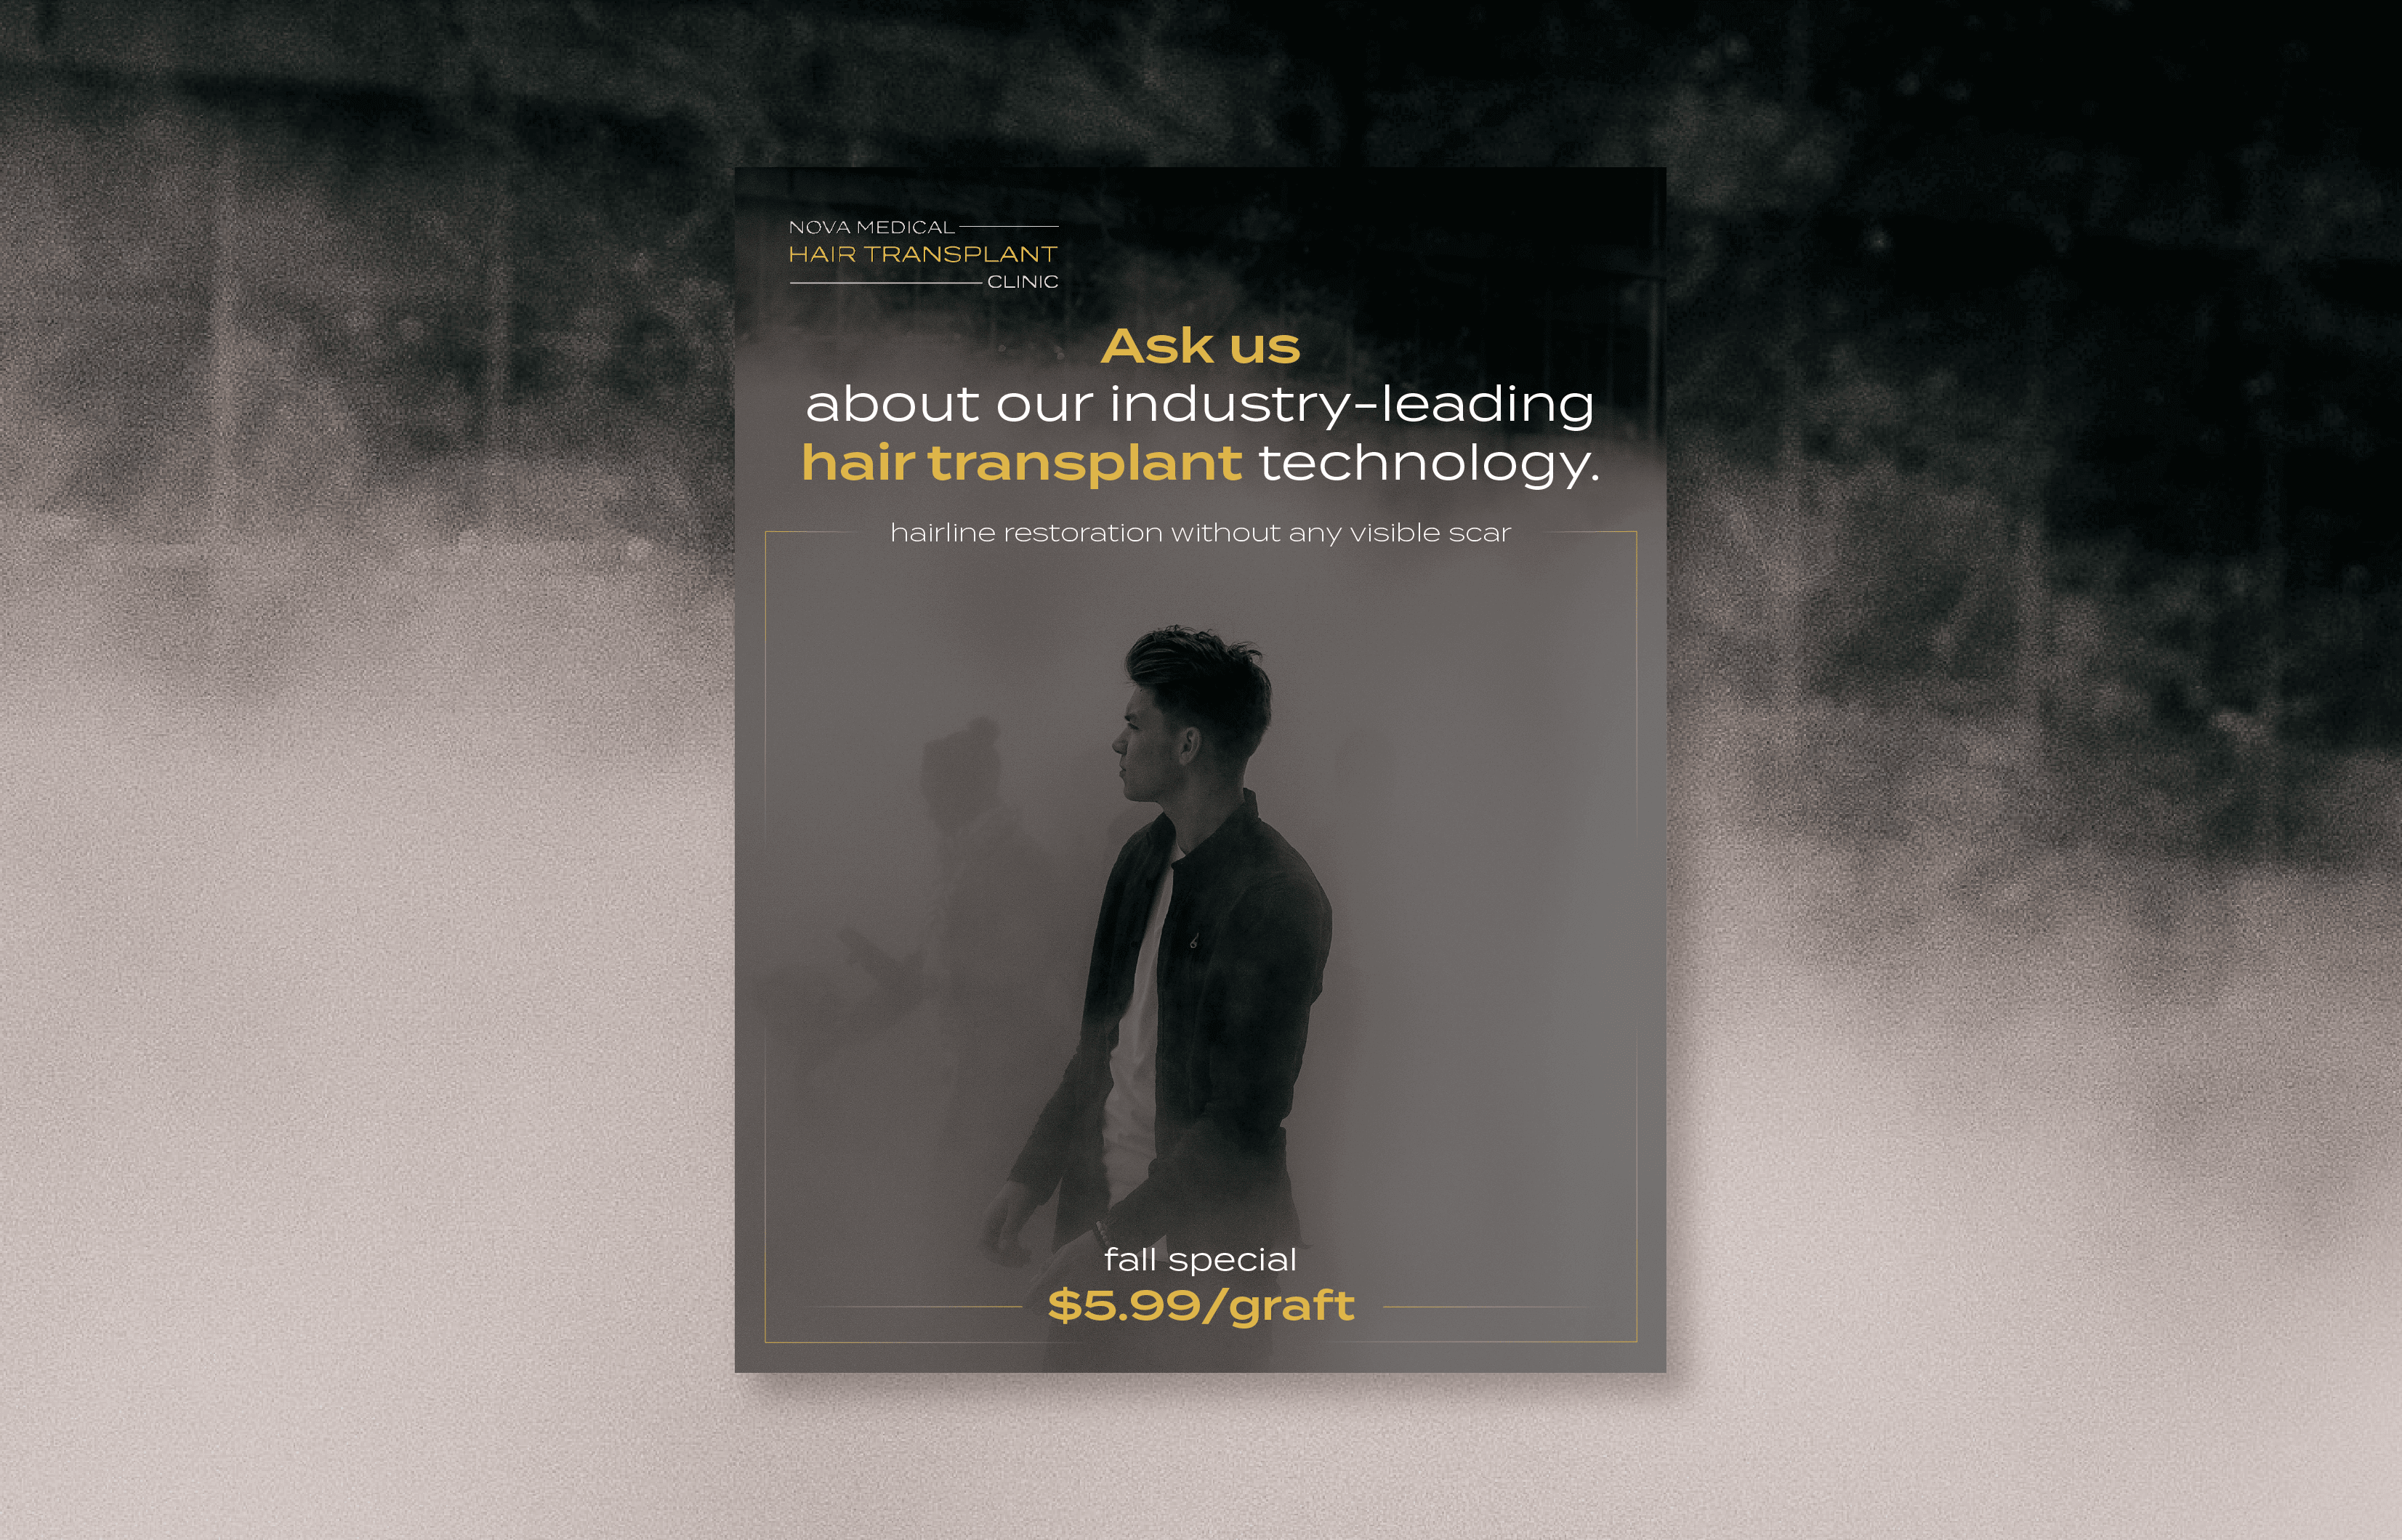 NOVA MEDICAL
HAIR TRANSPLANT
CLINIC
Ask us
about our industry-leading
hair transplant technology.
hairline restoration without any visible scar
fall special
$5.99/graft